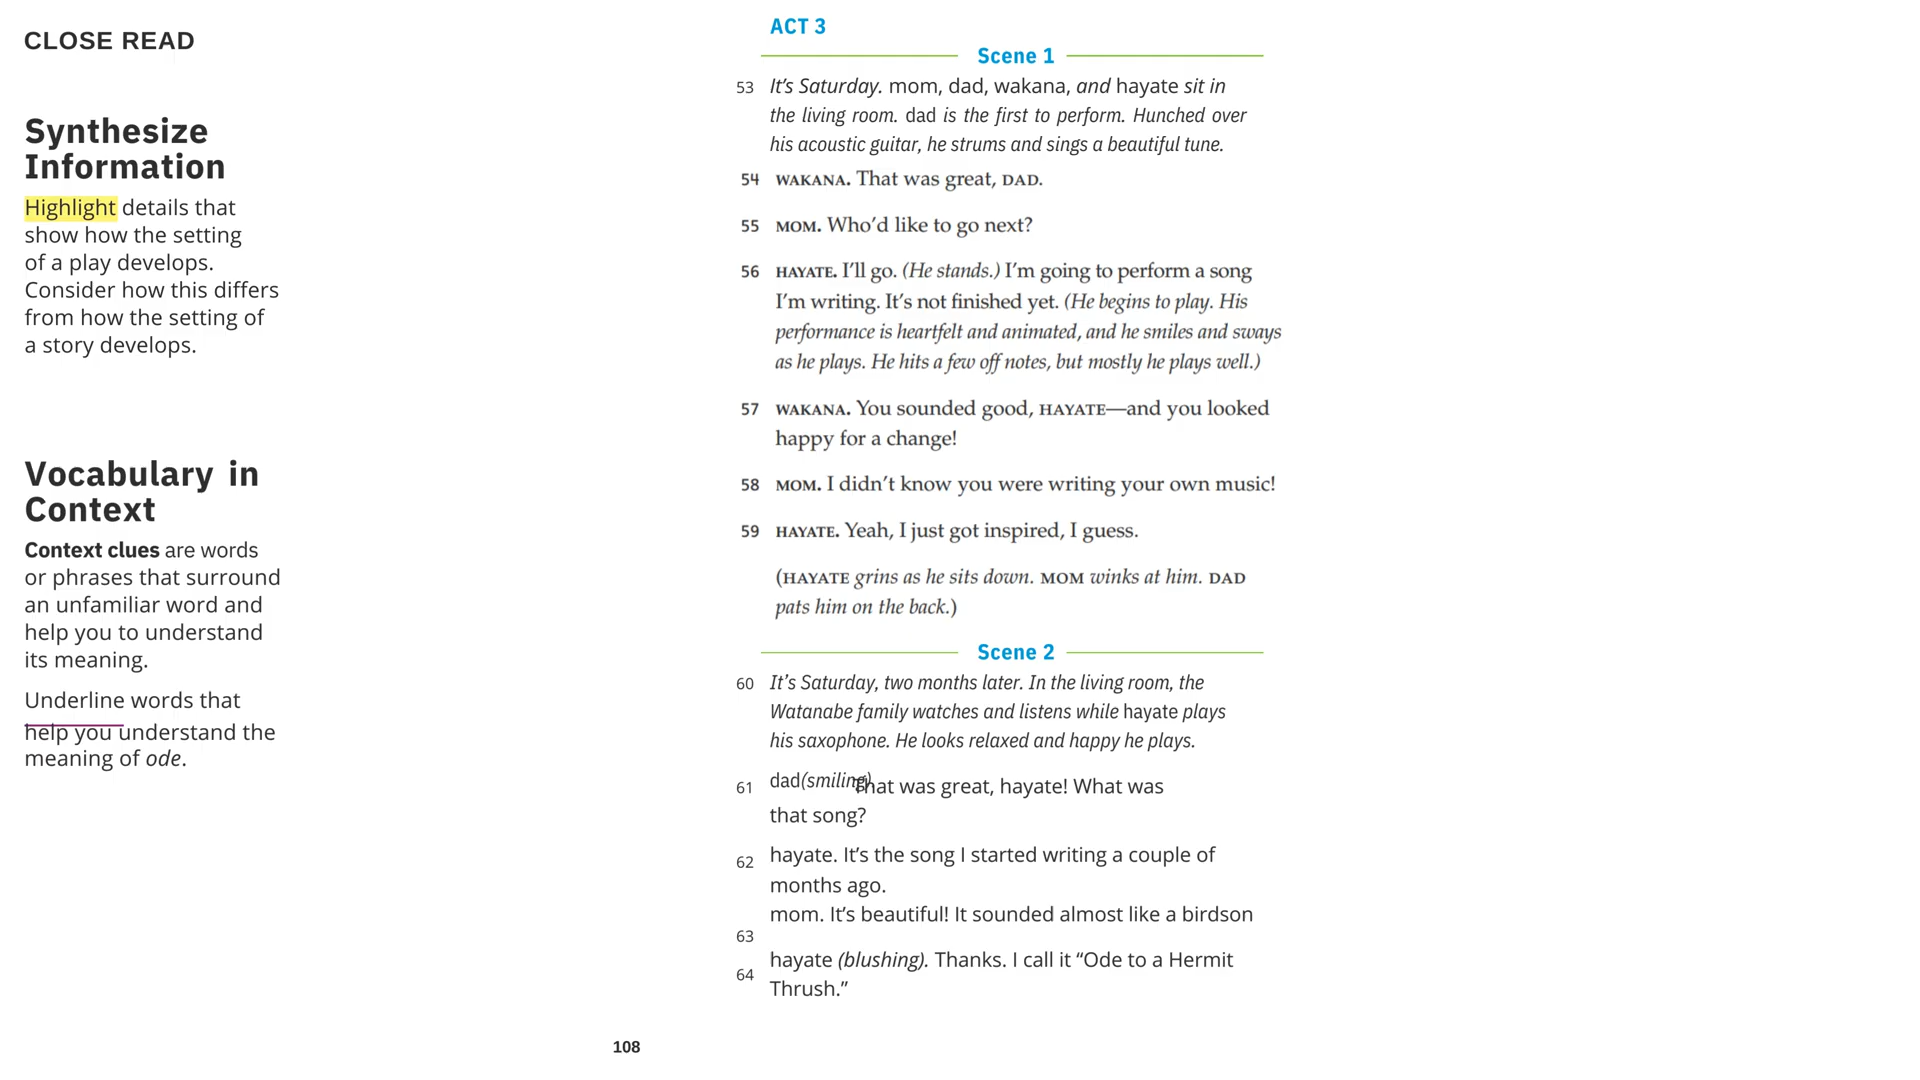 CLOSE READ
Synthesize
Information
Highlight details that
show how the setting
of a play develops.
Consider how this differs
from how the setting of
a story develops.
Vocabulary in
Context
Context clues are words
or phrases that surround
an unfamiliar word and
help you to understand
its meaning.
Underline words that
help you understand the
meaning of ode.
ACT 3
Scene 1
53 It’s Saturday. mom, dad, wakana, and hayate sit in
the living room. dad is the first to perform. Hunched over
his acoustic guitar, he strums and sings a beautiful tune.
54 WAKANA. That was great, DAD.
55 MOM. Who’d like to go next?
56 HAYATE. I’ll go. (He stands.) I’m going to perform a song
I’m writing. It’s not finished yet. (He begins to play. His
performance is heartfelt and animated, and he smiles and sways
as he plays. He hits a few off notes, but mostly he plays well.)
57 WAKANA. You sounded good, HAYATE—and you looked
happy for a change!
58 MOM. I didn’t know you were writing your own music!
59 HAYATE. Yeah, I just got inspired, I guess.
(HAYATE grins as he sits down. MOM winks at him. DAD
pats him on the back.)
Scene 2
60 It’s Saturday, two months later. In the living room, the
Watanabe family watches and listens while hayate plays
his saxophone. He looks relaxed and happy he plays.
61 dad(smiling) That was great, hayate! What was
that song?
62 hayate. It’s the song I started writing a couple of
months ago.
63 mom. It’s beautiful! It sounded almost like a birdson
64 hayate (blushing). Thanks. I call it “Ode to a Hermit
Thrush.”
108